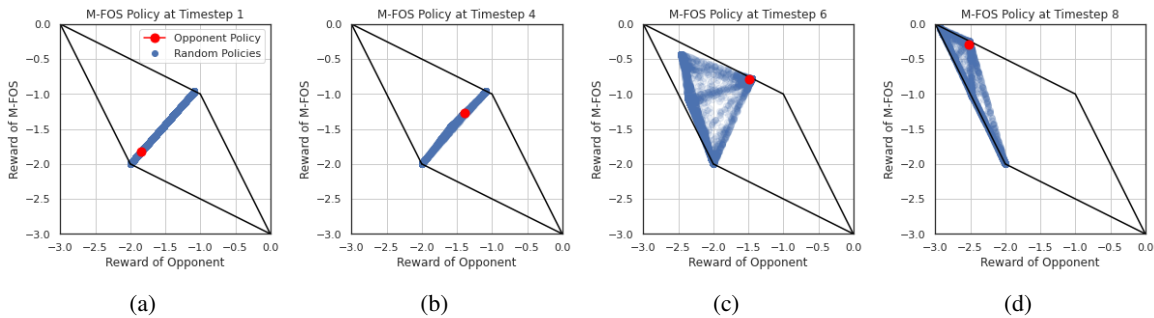 M-FOS Policy at Timestep 1
Opponent Policy
Random Policies
Reward of M-FOS
0.0
−0.5
−1.0
−1.5
−2.0
−2.5
−3.0
−3.0 −2.5 −2.0 −1.5 −1.0 −0.5 0.0
Reward of Opponent
(a)
M-FOS Policy at Timestep 4
Reward of M-FOS
0.0
−0.5
−1.0
−1.5
−2.0
−2.5
−3.0
−3.0 −2.5 −2.0 −1.5 −1.0 −0.5 0.0
Reward of Opponent
(b)
M-FOS Policy at Timestep 6
Reward of M-FOS
0.0
−0.5
−1.0
−1.5
−2.0
−2.5
−3.0
−3.0 −2.5 −2.0 −1.5 −1.0 −0.5 0.0
Reward of Opponent
(c)
M-FOS Policy at Timestep 8
Reward of M-FOS
0.0
−0.5
−1.0
−1.5
−2.0
−2.5
−3.0
−3.0 −2.5 −2.0 −1.5 −1.0 −0.5 0.0
Reward of Opponent
(d)